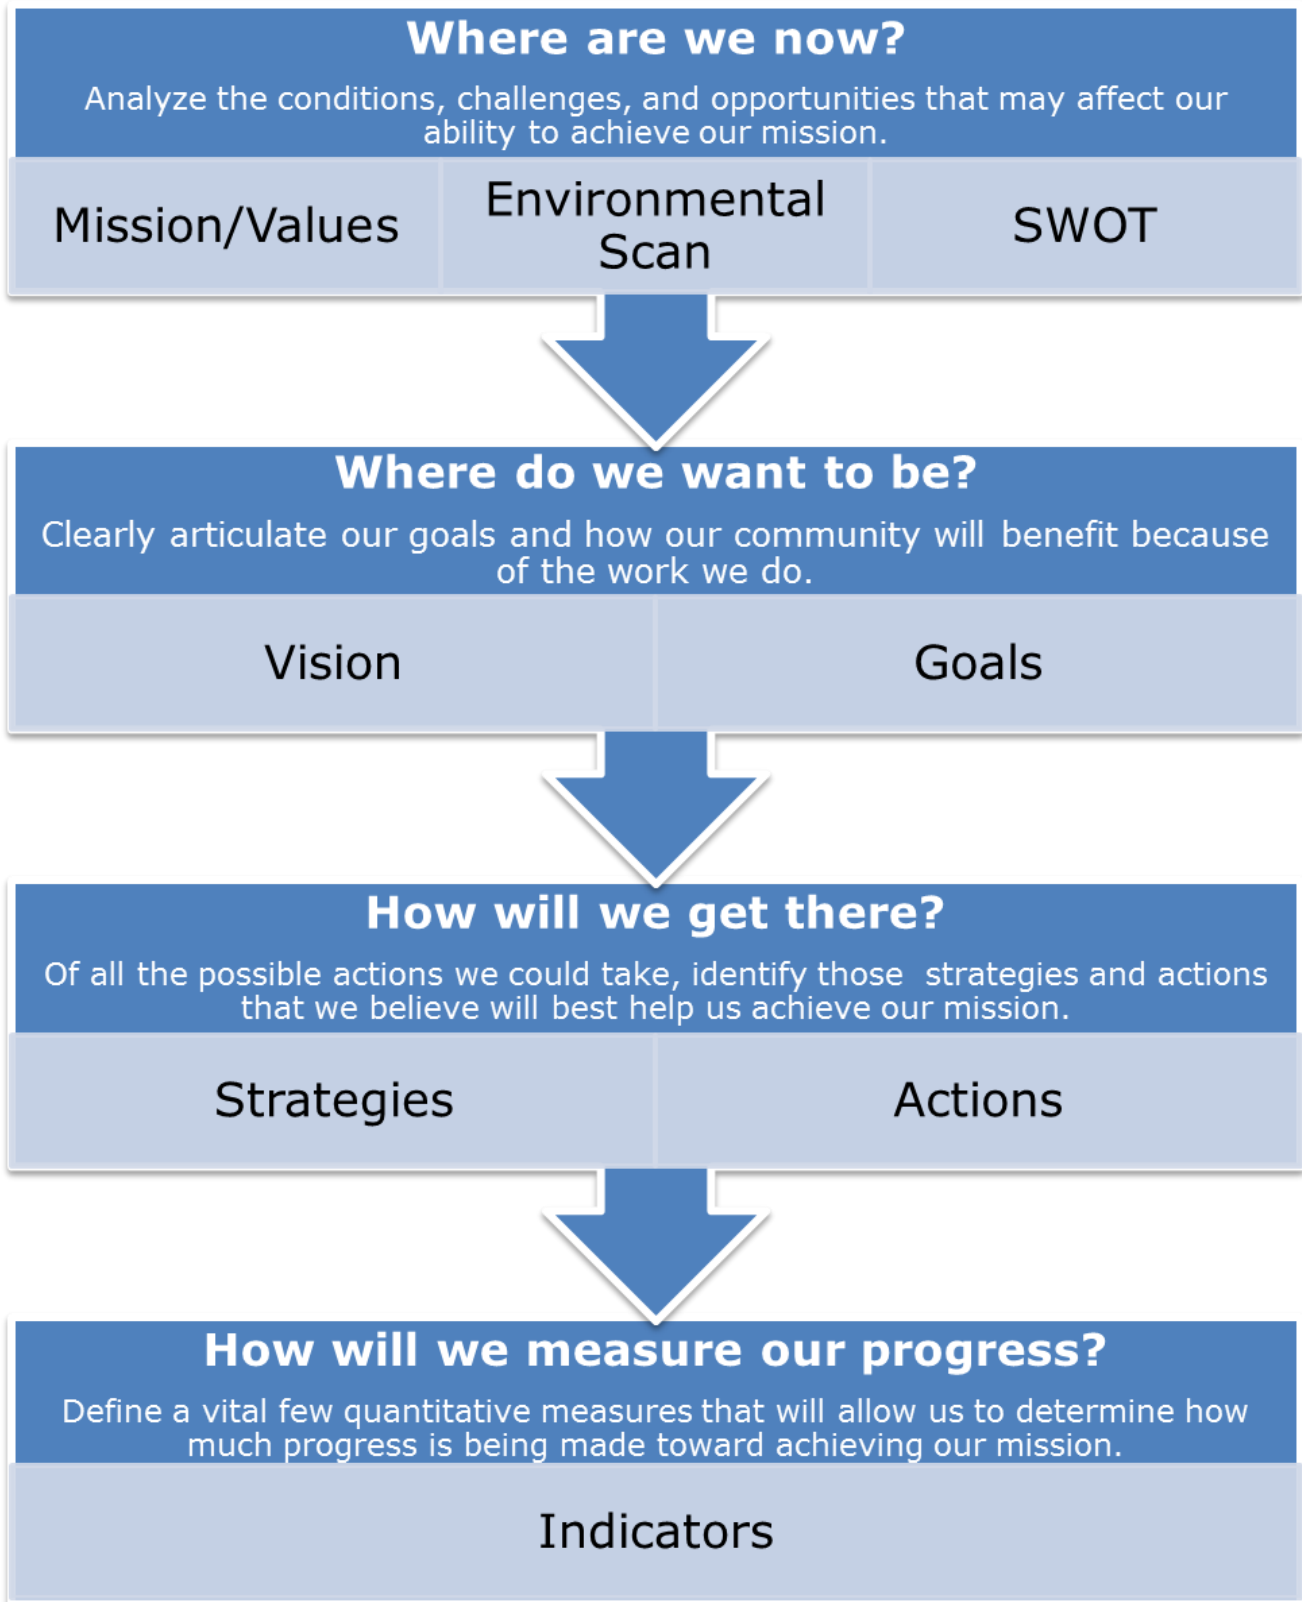 Where are we now?
Analyze the conditions, challenges, and opportunities that may affect our
ability to achieve our mission.
Mission/Values
Environmental
Scan
SWOT
Where do we want to be?
Clearly articulate our goals and how our community will benefit because
of the work we do.
Vision
Goals
How will we get there?
Of all the possible actions we could take, identify those  strategies and actions
that we believe will best help us achieve our mission.
Strategies
Actions
How will we measure our progress?
Define a vital few quantitative measures that will allow us to determine how
much progress is being made toward achieving our mission.
Indicators